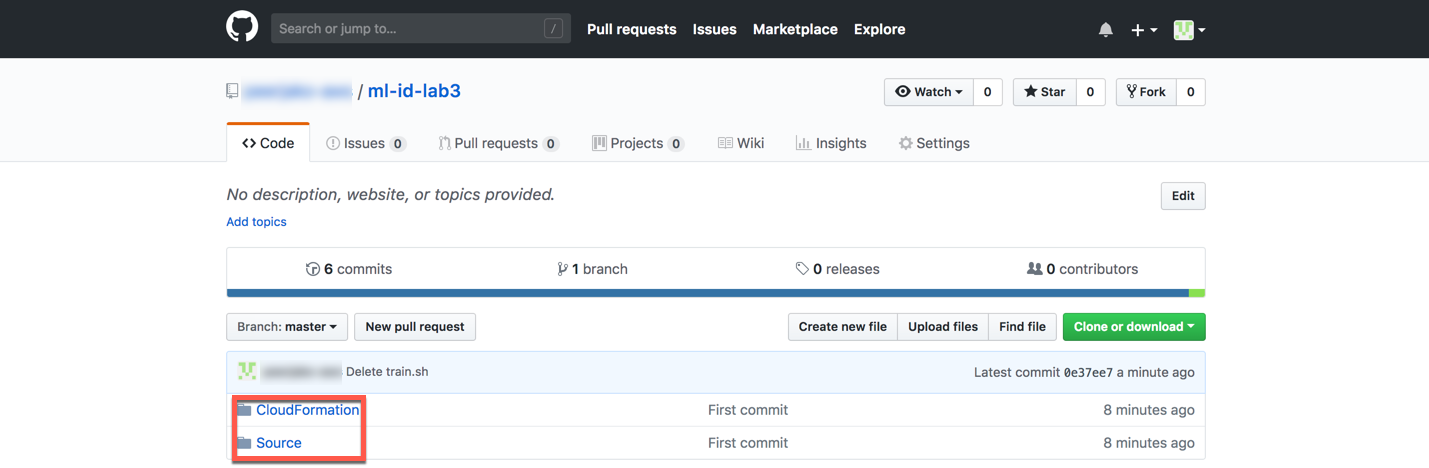 Search or jump to... / Pull requests Issues Marketplace Explore
/ ml-id-lab3 Watch 0 Star 0 Fork 0
Code Issues 0 Pull requests 0 Projects 0 Wiki Insights Settings
No description, website, or topics provided. Edit
Add topics
6 commits 1 branch 0 releases 0 contributors
Branch: master New pull request Create new file Upload files Find file Clone or download
Delete train.sh Latest commit 0e37ee7 a minute ago
CloudFormation First commit 8 minutes ago
Source First commit 8 minutes ago